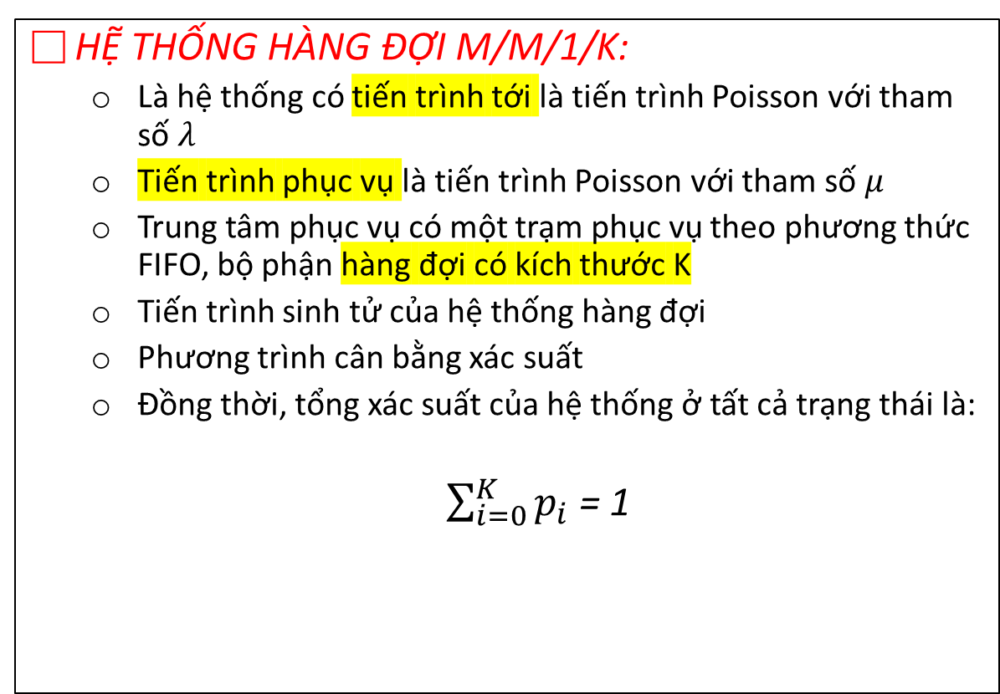 □ HỆ THỐNG HÀNG ĐỢI M/M/1/K:
o Là hệ thống có tiến trình tới là tiến trình Poisson với tham
số λ
o Tiến trình phục vụ là tiến trình Poisson với tham số μ
o Trung tâm phục vụ có một trạm phục vụ theo phương thức
FIFO, bộ phận hàng đợi có kích thước K
o Tiến trình sinh tử của hệ thống hàng đợi
o Phương trình cân bằng xác suất
o Đồng thời, tổng xác suất của hệ thống ở tất cả trạng thái là:
∑_{i=0}^{K} p_i = 1